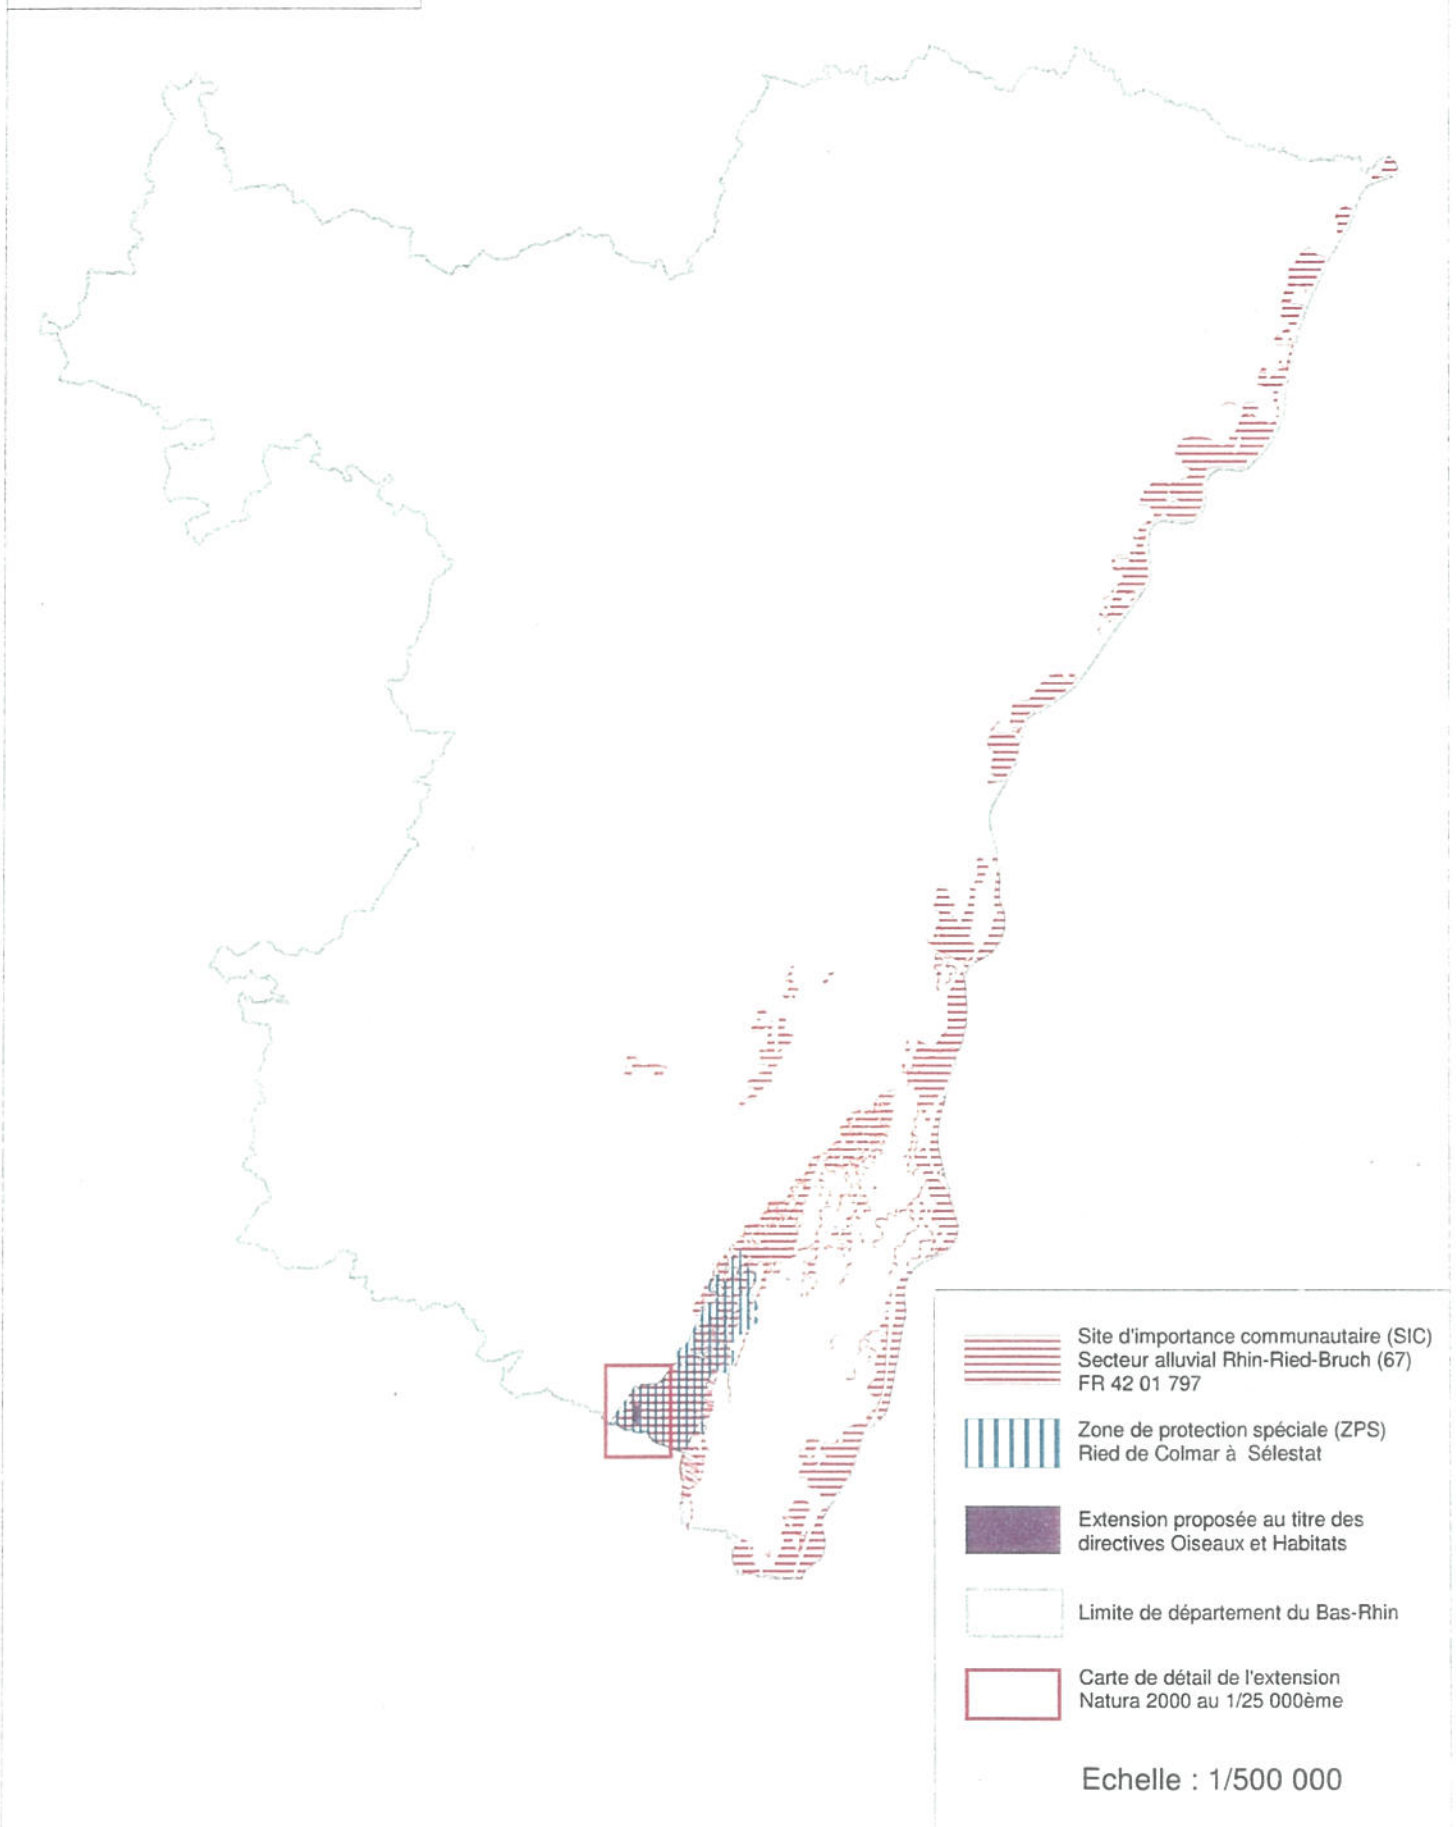 Site d'importance communautaire (SIC)
Secteur alluvial Rhin-Ried-Bruch (67)
FR 42 01 797
Zone de protection spéciale (ZPS)
Ried de Colmar à Sélestat
Extension proposée au titre des
directives Oiseaux et Habitats
Limite de département du Bas-Rhin
Carte de détail de l'extension
Natura 2000 au 1/25 000ème
Echelle : 1/500 000